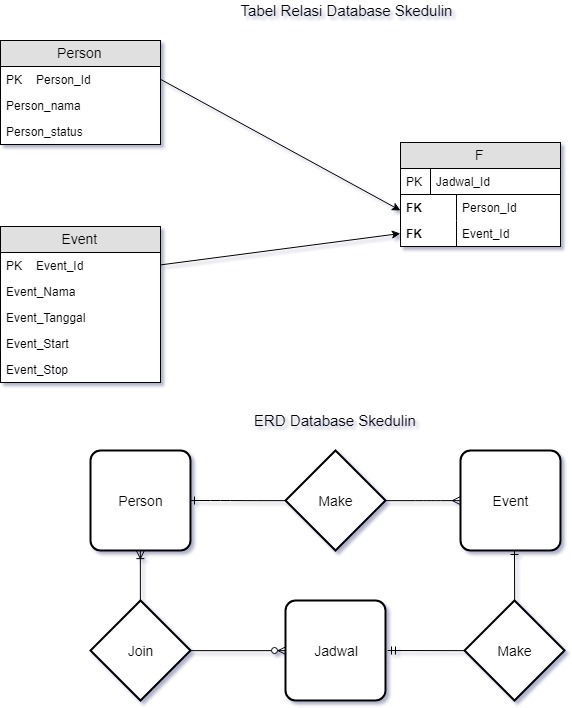 Tabel Relasi Database Skedulin
Person
PK Person_Id
Person_nama
Person_status
F
PK Jadwal_Id
FK Person_Id
FK Event_Id
Event
PK Event_Id
Event_Nama
Event_Tanggal
Event_Start
Event_Stop
ERD Database Skedulin
Person
Make
Event
Join
Jadwal
Make